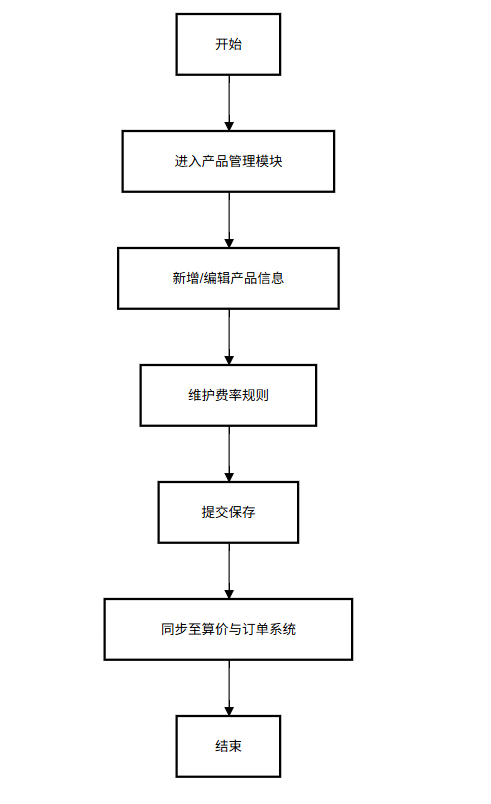 开始
进入产品管理模块
新增/编辑产品信息
维护费率规则
提交保存
同步至算价与订单系统
结束